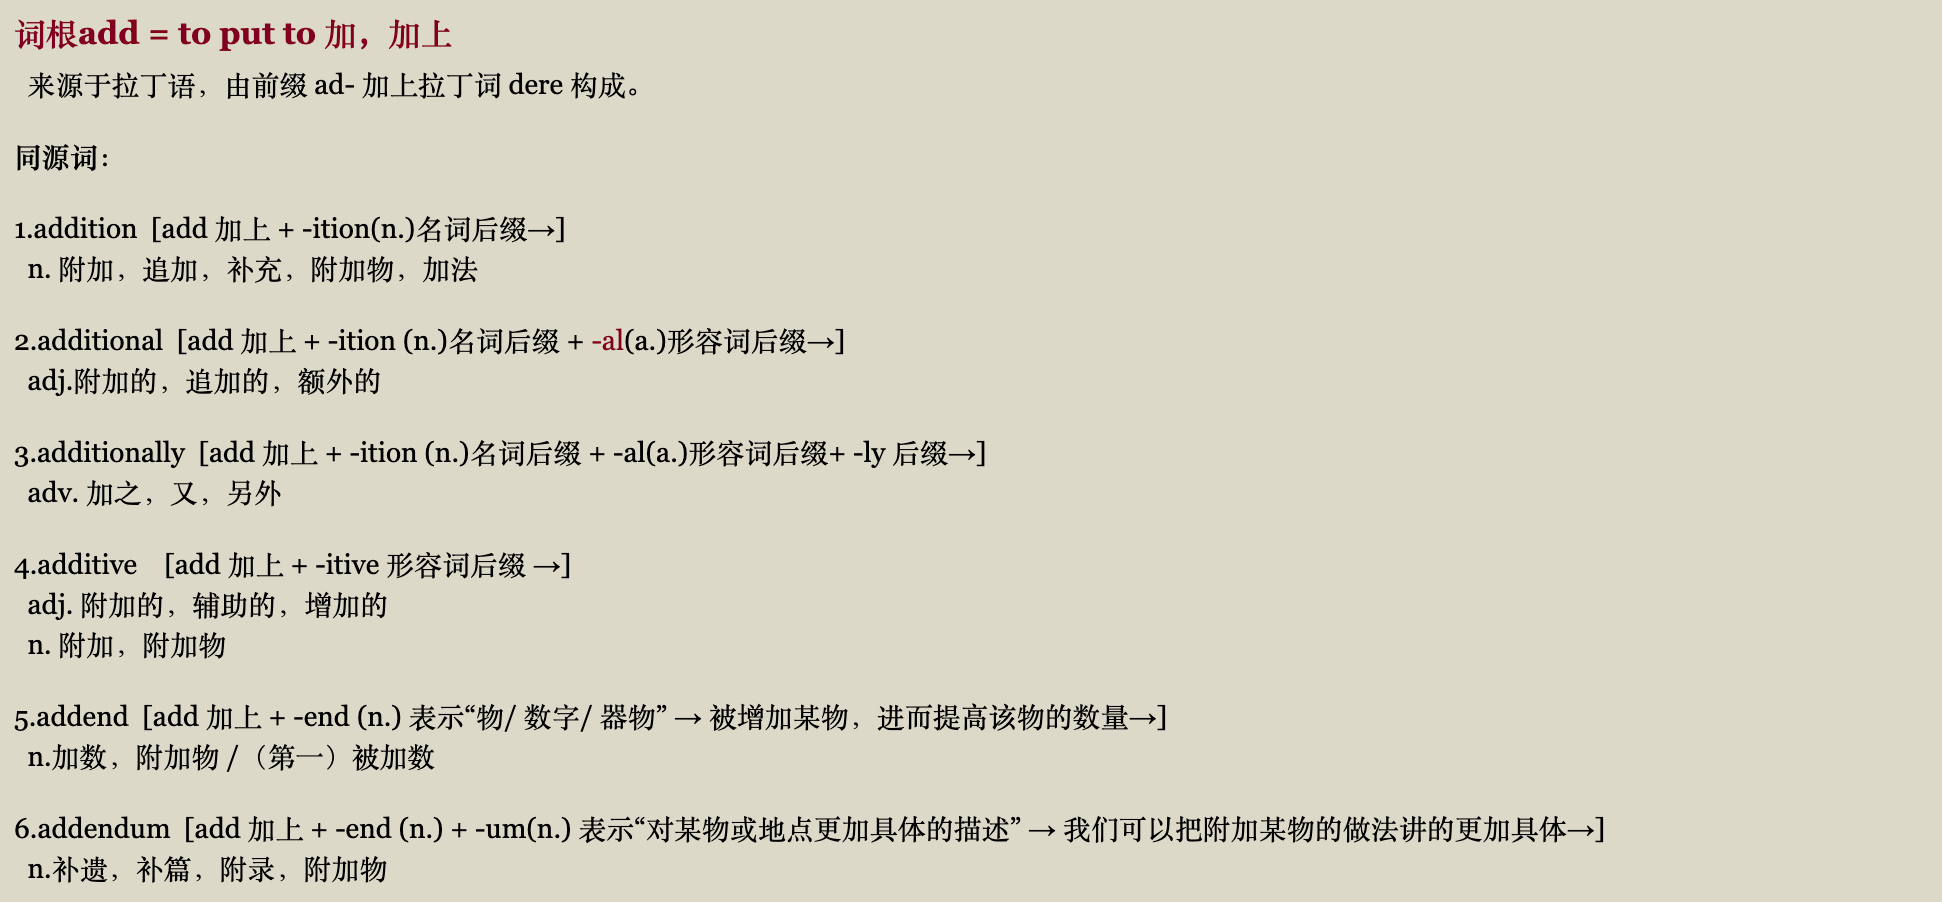 词根add = to put to 加，加上
来源于拉丁语，由前缀 ad- 加上拉丁词 dere 构成。
同源词：
1.addition [add 加上 + -ition(n.)名词后缀→]
n. 附加，追加，补充，附加物，加法
2.additional [add 加上 + -ition (n.)名词后缀 + -al(a.)形容词后缀→]
adj.附加的，追加的，额外的
3.additionally [add 加上 + -ition (n.)名词后缀 + -al(a.)形容词后缀+ -ly 后缀→]
adv. 加之，又，另外
4.additive [add 加上 + -itive 形容词后缀 →]
adj. 附加的，辅助的，增加的
n. 附加，附加物
5.addend [add 加上 + -end (n.) 表示“物/ 数字/ 器物” → 被增加某物，进而提高该物的数量→]
n.加数，附加物 /（第一）被加数
6.addendum [add 加上 + -end (n.) + -um(n.) 表示“对某物或地点更加具体的描述” → 我们可以把附加某物的做法讲的更加具体→]
n.补遗，补篇，附录，附加物